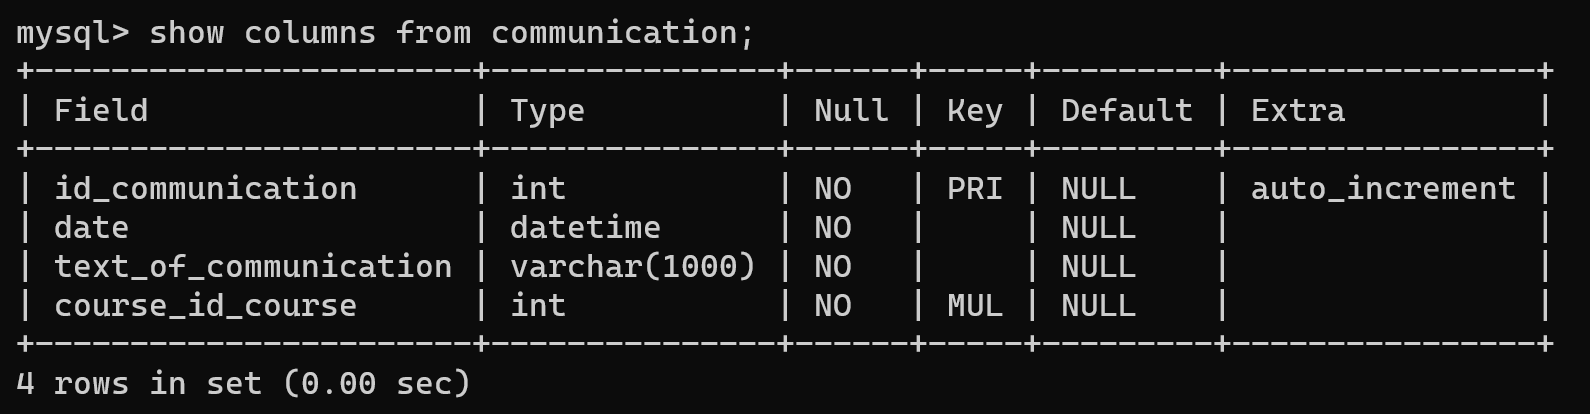 mysql> show columns from communication;
+-----------------------+---------------+------+-----+---------+----------------+
| Field                 | Type          | Null | Key | Default | Extra          |
+-----------------------+---------------+------+-----+---------+----------------+
| id_communication      | int           | NO   | PRI | NULL    | auto_increment |
| date                  | datetime      | NO   |     | NULL    |                |
| text_of_communication | varchar(1000) | NO   |     | NULL    |                |
| course_id_course      | int           | NO   | MUL | NULL    |                |
+-----------------------+---------------+------+-----+---------+----------------+
4 rows in set (0.00 sec)